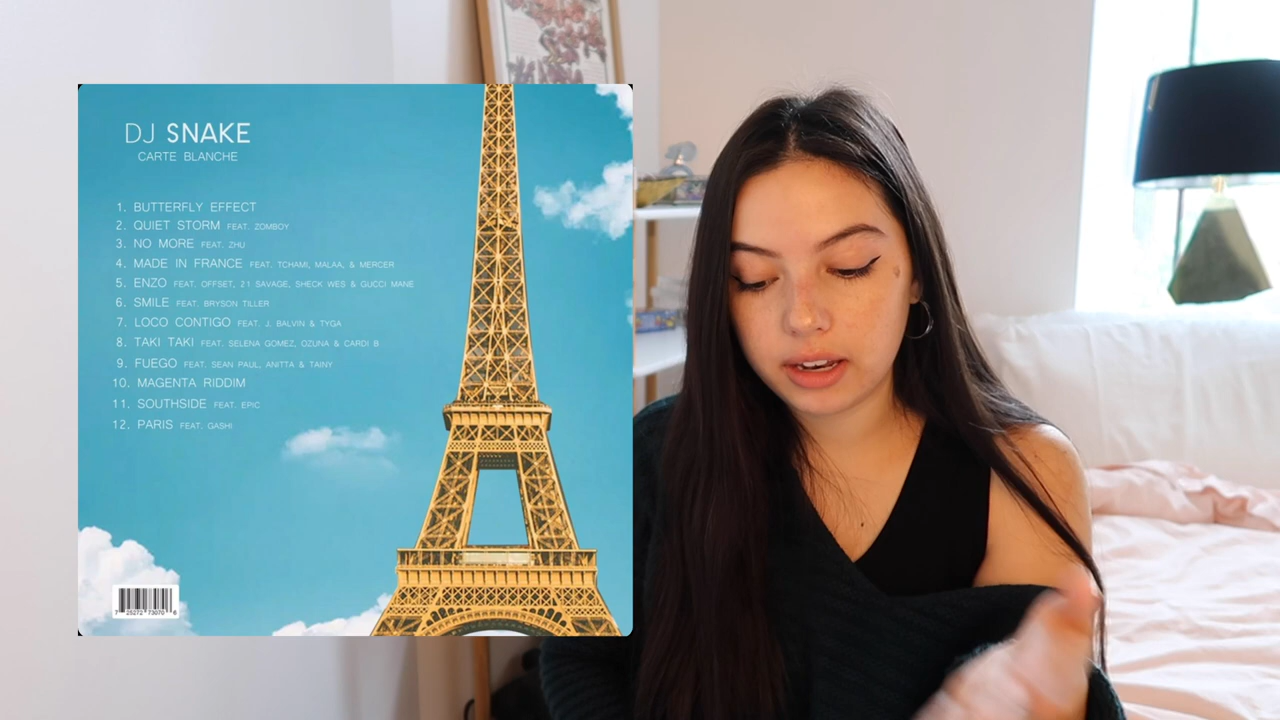 DJ SNAKE
CARTE BLANCHE
1. BUTTERFLY EFFECT
2. QUIET STORM FEAT. ZOMBOY
3. NO MORE FEAT. ZHU
4. MADE IN FRANCE FEAT. TCHAMI, MALAA, & MERCER
5. ENZO FEAT. OFFSET, 21 SAVAGE, SHECK WES & GUCCI MANE
6. SMILE FEAT. BRYSON TILLER
7. LOCO CONTIGO FEAT. J. BALVIN & TYGA
8. TAKI TAKI FEAT. SELENA GOMEZ, OZUNA & CARDI B
9. FUEGO FEAT. SEAN PAUL, ANITTA & TAINY
10. MAGENTA RIDDIM
11. SOUTHSIDE FEAT. EPIC
12. PARIS FEAT. GASHI